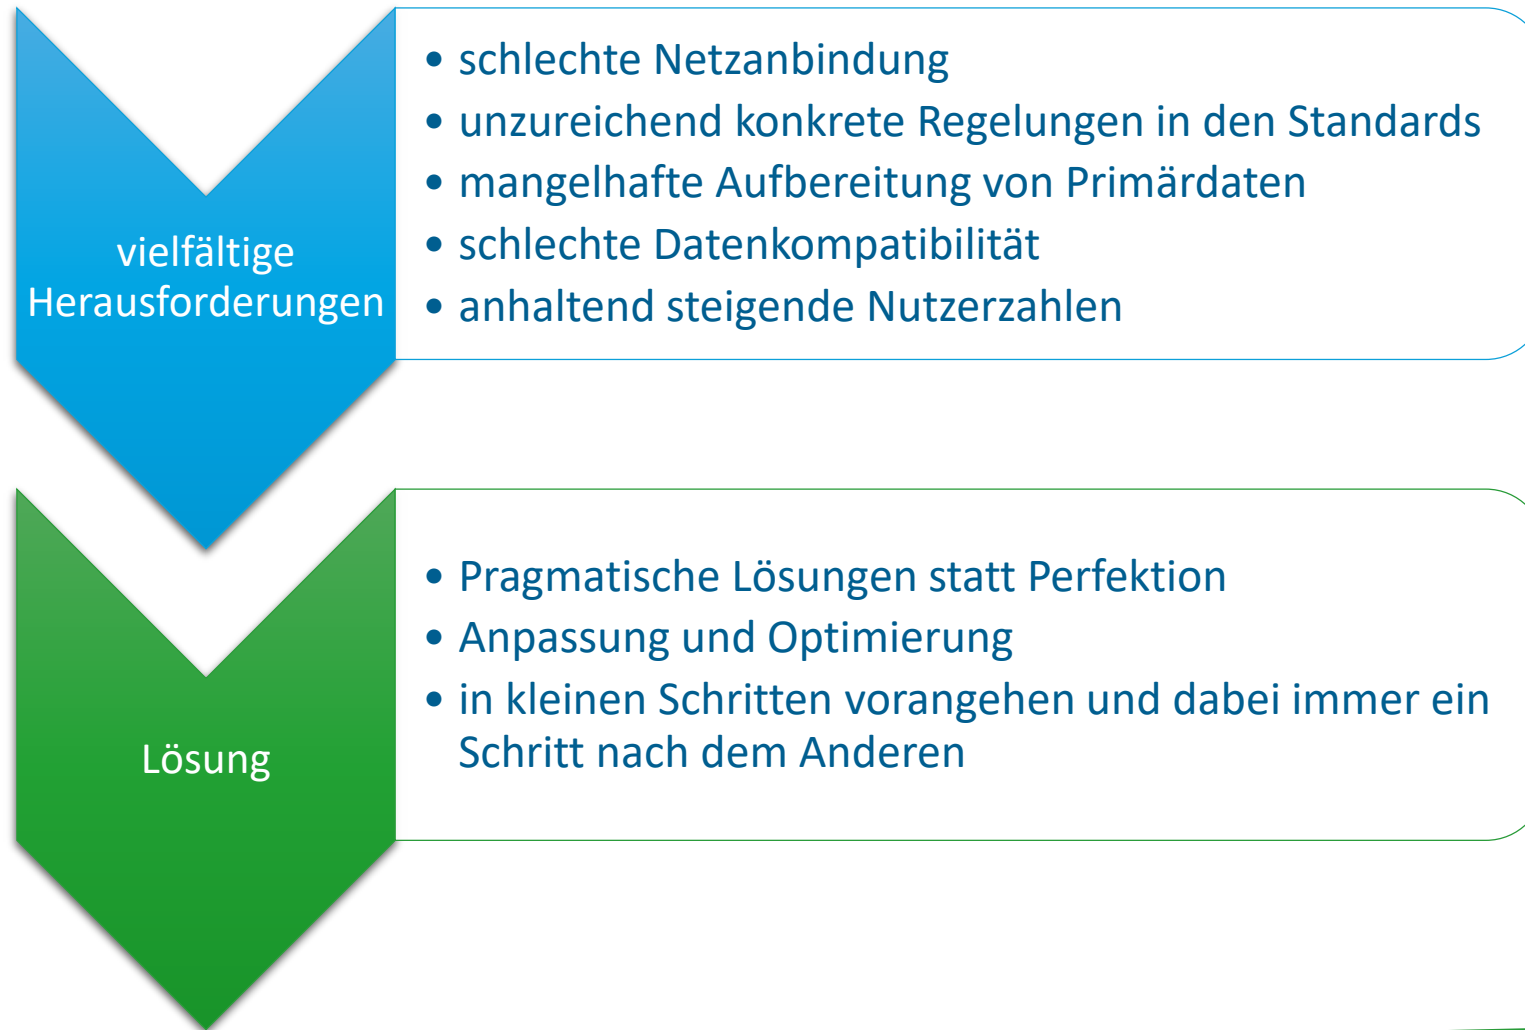 vielfältige
Herausforderungen
• schlechte Netzanbindung
• unzureichend konkrete Regelungen in den Standards
• mangelhafte Aufbereitung von Primärdaten
• schlechte Datenkompatibilität
• anhaltend steigende Nutzerzahlen
Lösung
• Pragmatische Lösungen statt Perfektion
• Anpassung und Optimierung
• in kleinen Schritten vorangehen und dabei immer ein
Schritt nach dem Anderen